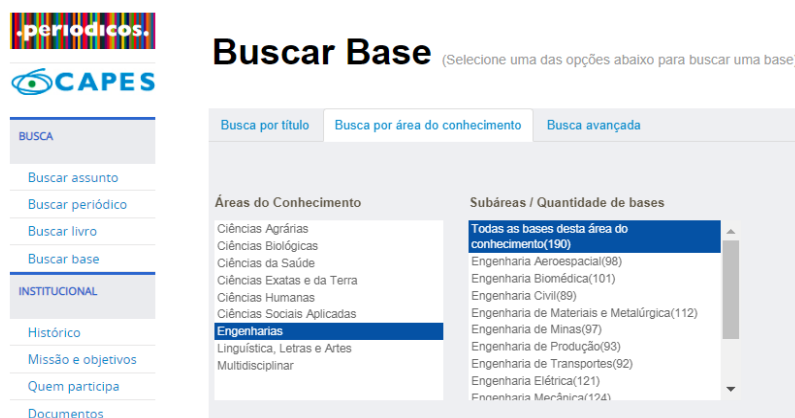 .periodicos.
CAPES
BUSCA
Buscar assunto
Buscar periódico
Buscar livro
Buscar base
INSTITUCIONAL
Histórico
Missão e objetivos
Quem participa
Documentos
Buscar Base (Selecione uma das opções abaixo para buscar uma base)
Busca por título Busca por área do conhecimento Busca avançada
Áreas do Conhecimento
Ciências Agrárias
Ciências Biológicas
Ciências da Saúde
Ciências Exatas e da Terra
Ciências Humanas
Ciências Sociais Aplicadas
Engenharias
Linguística, Letras e Artes
Multidisciplinar
Subáreas / Quantidade de bases
Todas as bases desta área do
conhecimento(190)
Engenharia Aeroespacial(98)
Engenharia Biomédica(101)
Engenharia Civil(89)
Engenharia de Materiais e Metalúrgica(112)
Engenharia de Minas(97)
Engenharia de Produção(93)
Engenharia de Transportes(92)
Engenharia Elétrica(121)
Engenharia Mecânica(124)